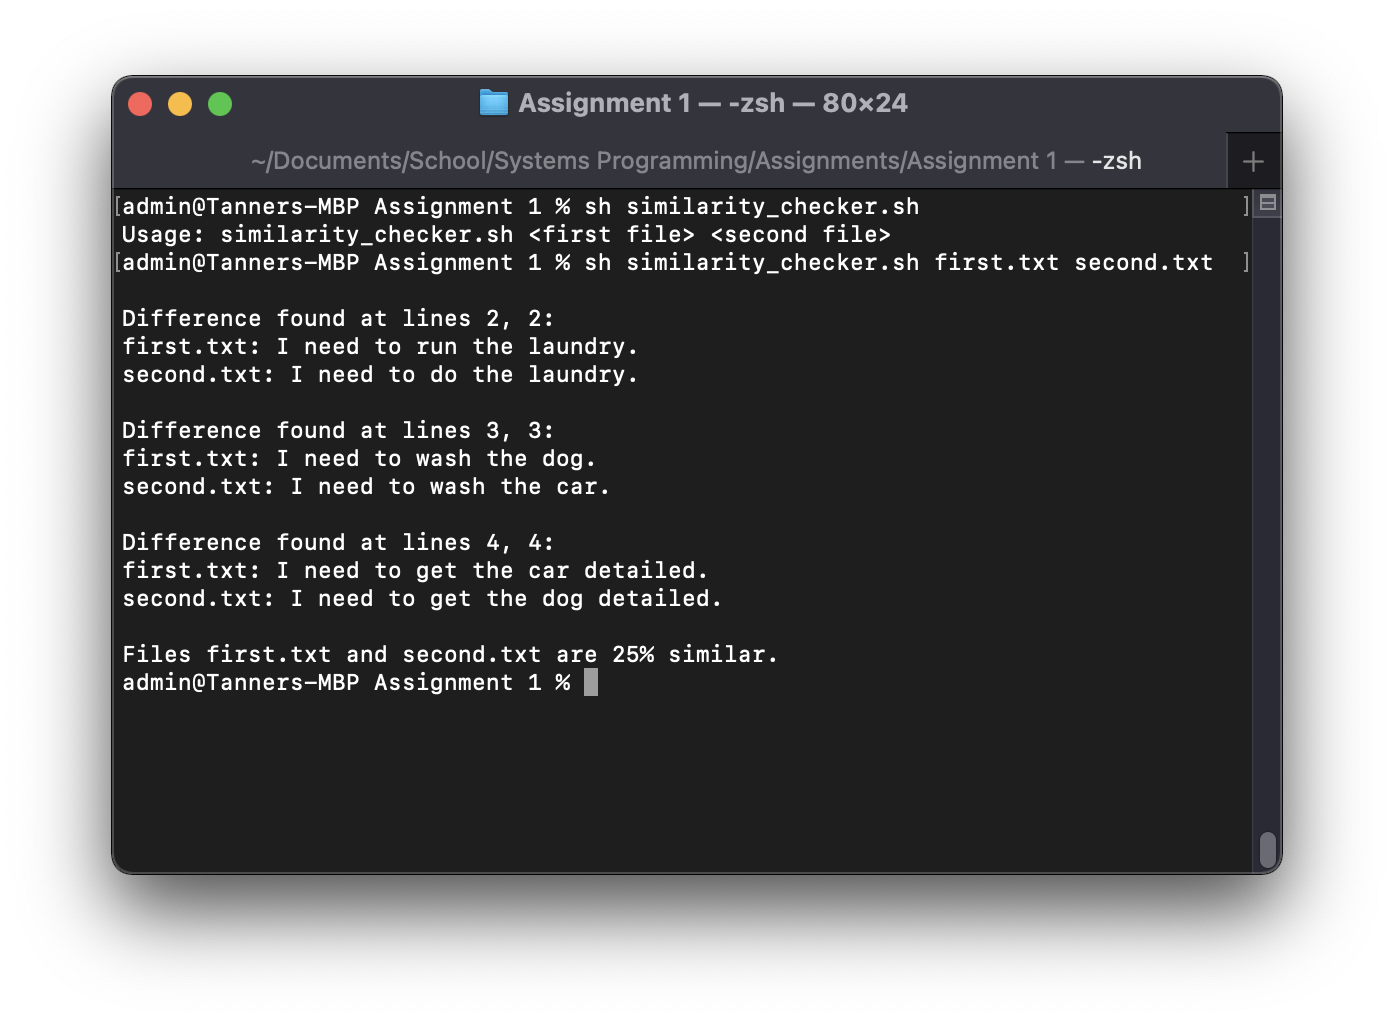 Assignment 1 — -zsh — 80×24
~/Documents/School/Systems Programming/Assignments/Assignment 1 — -zsh
[admin@Tanners-MBP Assignment 1 % sh similarity_checker.sh ]
Usage: similarity_checker.sh <first file> <second file>
[admin@Tanners-MBP Assignment 1 % sh similarity_checker.sh first.txt second.txt ]
Difference found at lines 2, 2:
first.txt: I need to run the laundry.
second.txt: I need to do the laundry.
Difference found at lines 3, 3:
first.txt: I need to wash the dog.
second.txt: I need to wash the car.
Difference found at lines 4, 4:
first.txt: I need to get the car detailed.
second.txt: I need to get the dog detailed.
Files first.txt and second.txt are 25% similar.
admin@Tanners-MBP Assignment 1 %